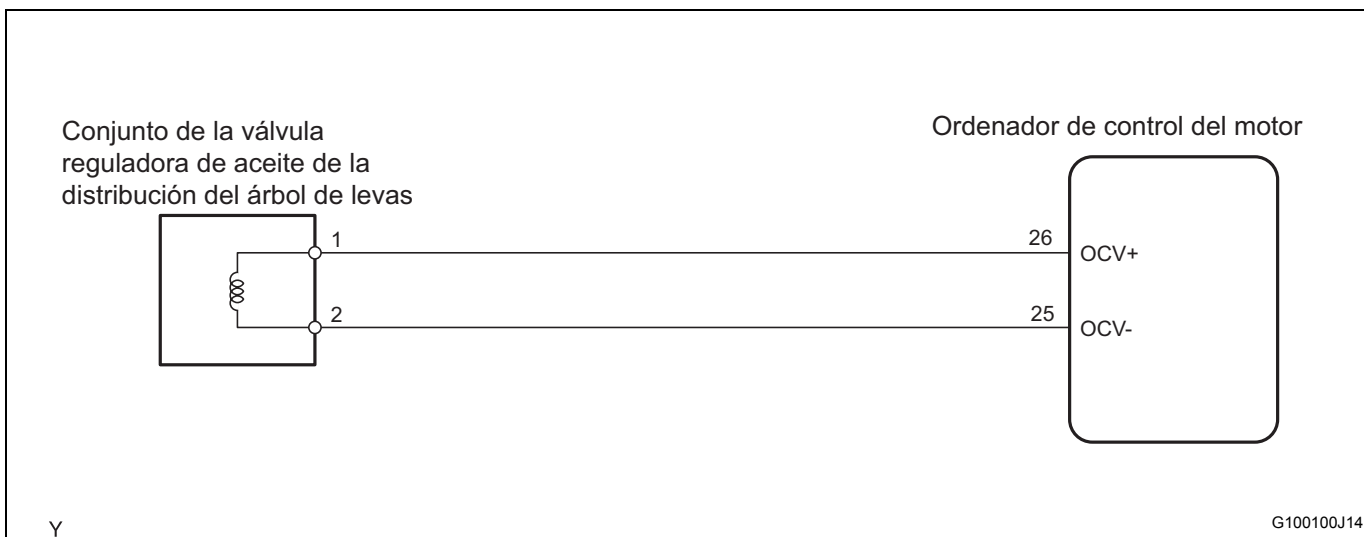 Conjunto de la válvula
reguladora de aceite de la
distribución del árbol de levas
Ordenador de control del motor
1
26
OCV+
2
25
OCV-
Y
G100100J14